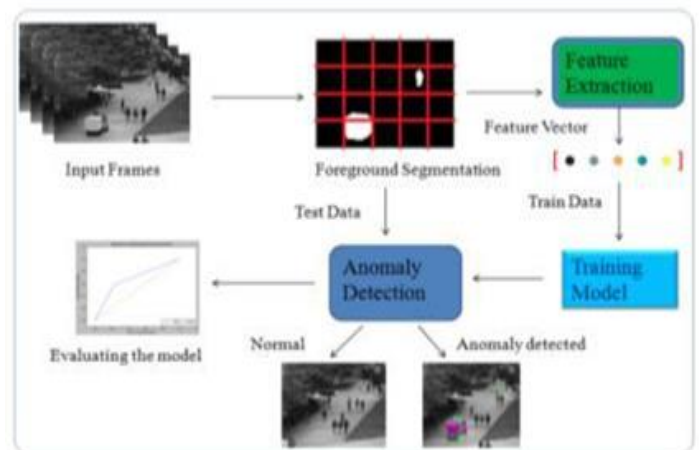 Feature
Extraction
Feature Vector
Input Frames
Foreground Segmentation
Test Data
Train Data
Anomaly
Detection
Training
Model
Evaluating the model
Normal
Anomaly detected